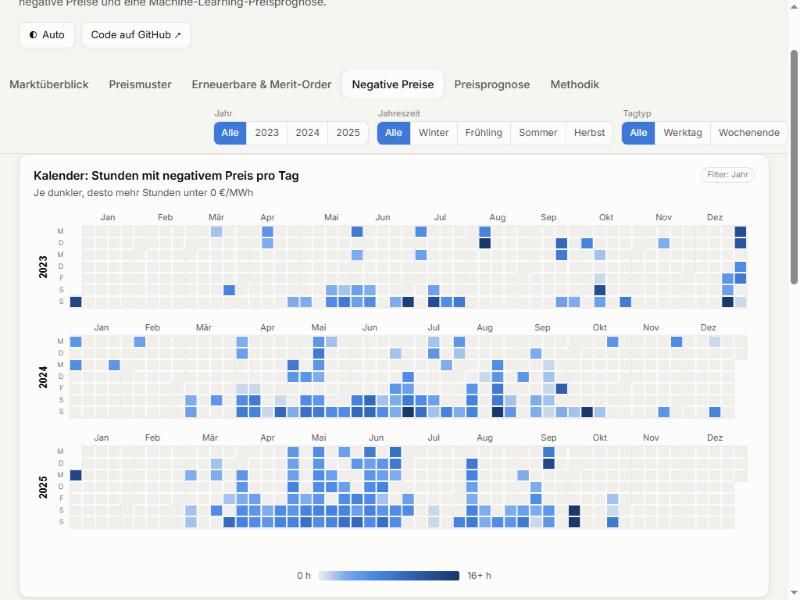 negative Preise und eine Machine-Learning-Preisprognose.
Auto
Code auf GitHub ↗
Marktüberblick Preismuster Erneuerbare & Merit-Order Negative Preise Preisprognose Methodik
Jahr Jahreszeit Tagtyp
Alle 2023 2024 2025 Alle Winter Frühling Sommer Herbst Alle Werktag Wochenende
Kalender: Stunden mit negativem Preis pro Tag
Filter: Jahr
Je dunkler, desto mehr Stunden unter 0 €/MWh
Jan Feb Mär Apr Mai Jun Jul Aug Sep Okt Nov Dez
2023
M
D
M
D
F
S
S
Jan Feb Mär Apr Mai Jun Jul Aug Sep Okt Nov Dez
2024
M
D
M
D
F
S
S
Jan Feb Mär Apr Mai Jun Jul Aug Sep Okt Nov Dez
2025
M
D
M
D
F
S
S
0 h 16+ h